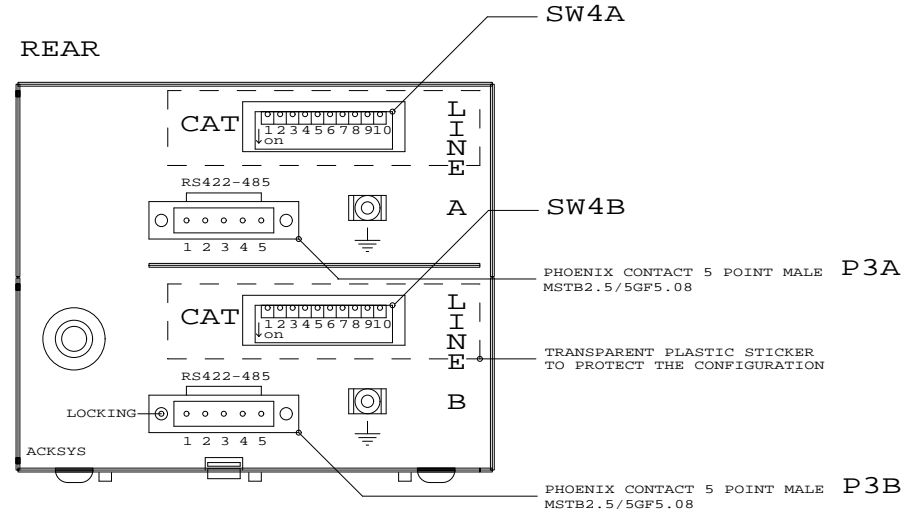 SW4A
REAR
CAT
1 2 3 4 5 6 7 8 9 10
↓on
LINE A
RS422-485
1 2 3 4 5
SW4B
PHOENIX CONTACT 5 POINT MALE P3A
MSTB2.5/5GF5.08
CAT
1 2 3 4 5 6 7 8 9 10
↓on
LINE B
TRANSPARENT PLASTIC STICKER
TO PROTECT THE CONFIGURATION
RS422-485
LOCKING
1 2 3 4 5
ACKSYS
PHOENIX CONTACT 5 POINT MALE P3B
MSTB2.5/5GF5.08